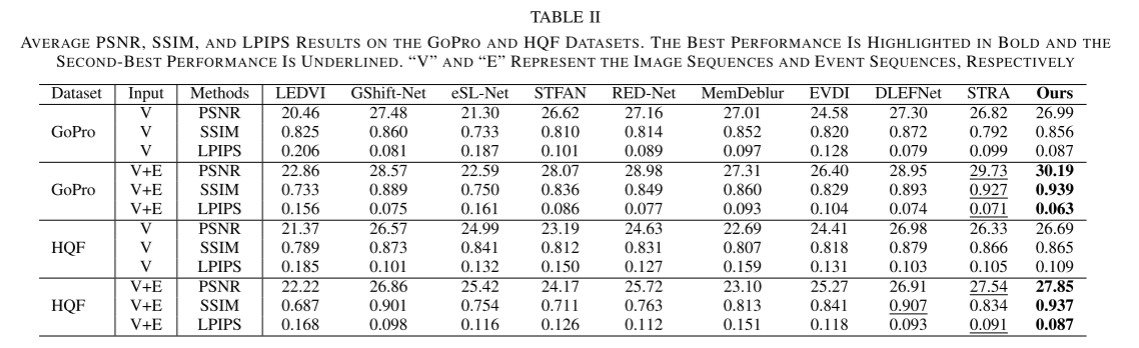 TABLE II
AVERAGE PSNR, SSIM, AND LPIPS RESULTS ON THE GOPRO AND HQF DATASETS. THE BEST PERFORMANCE IS HIGHLIGHTED IN BOLD AND THE
SECOND-BEST PERFORMANCE IS UNDERLINED. “V” AND “E” REPRESENT THE IMAGE SEQUENCES AND EVENT SEQUENCES, RESPECTIVELY
Dataset Input Methods LEDVI GShift-Net eSL-Net STFAN RED-Net MemDeblur EVDI DLEFNet STRA Ours
V PSNR 20.46 27.48 21.30 26.62 27.16 27.01 24.58 27.30 26.82 26.99
GoPro V SSIM 0.825 0.860 0.733 0.810 0.814 0.852 0.820 0.872 0.792 0.856
V LPIPS 0.206 0.081 0.187 0.101 0.089 0.097 0.128 0.079 0.099 0.087
V+E PSNR 22.86 28.57 22.59 28.07 28.98 27.31 26.40 28.95 29.73 30.19
GoPro V+E SSIM 0.733 0.889 0.750 0.836 0.849 0.860 0.829 0.893 0.927 0.939
V+E LPIPS 0.156 0.075 0.161 0.086 0.077 0.093 0.104 0.074 0.071 0.063
V PSNR 21.37 26.57 24.99 23.19 24.63 22.69 24.41 26.98 26.33 26.69
HQF V SSIM 0.789 0.873 0.841 0.812 0.831 0.807 0.818 0.879 0.866 0.865
V LPIPS 0.185 0.101 0.132 0.150 0.127 0.159 0.131 0.103 0.105 0.109
V+E PSNR 22.22 26.86 25.42 24.17 25.72 23.10 25.27 26.91 27.54 27.85
HQF V+E SSIM 0.687 0.901 0.754 0.711 0.763 0.813 0.841 0.907 0.834 0.937
V+E LPIPS 0.168 0.098 0.116 0.126 0.112 0.151 0.118 0.093 0.091 0.087